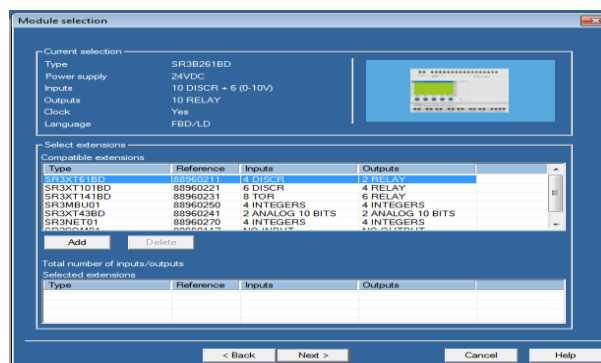 Module selection
Current selection
Type SR3B261BD
Power supply 24VDC
Inputs 10 DISCR + 6 (0-10V)
Outputs 10 RELAY
Clock Yes
Language FBD/LD
Select extensions
Compatible extensions
Type Reference Inputs Outputs
SR3XT61BD 88960211 4 DISCR 2 RELAY
SR3XT101BD 88960221 6 DISCR 4 RELAY
SR3XT141BD 88960231 8 TOR 6 RELAY
SR3MBU01 88960250 4 INTEGERS 4 INTEGERS
SR3XT43BD 88960241 2 ANALOG 10 BITS 2 ANALOG 10 BITS
SR3NET01 88960270 4 INTEGERS 4 INTEGERS
Add Delete
Total number of inputs/outputs
Selected extensions
Type Reference Inputs Outputs
< Back Next > Cancel Help